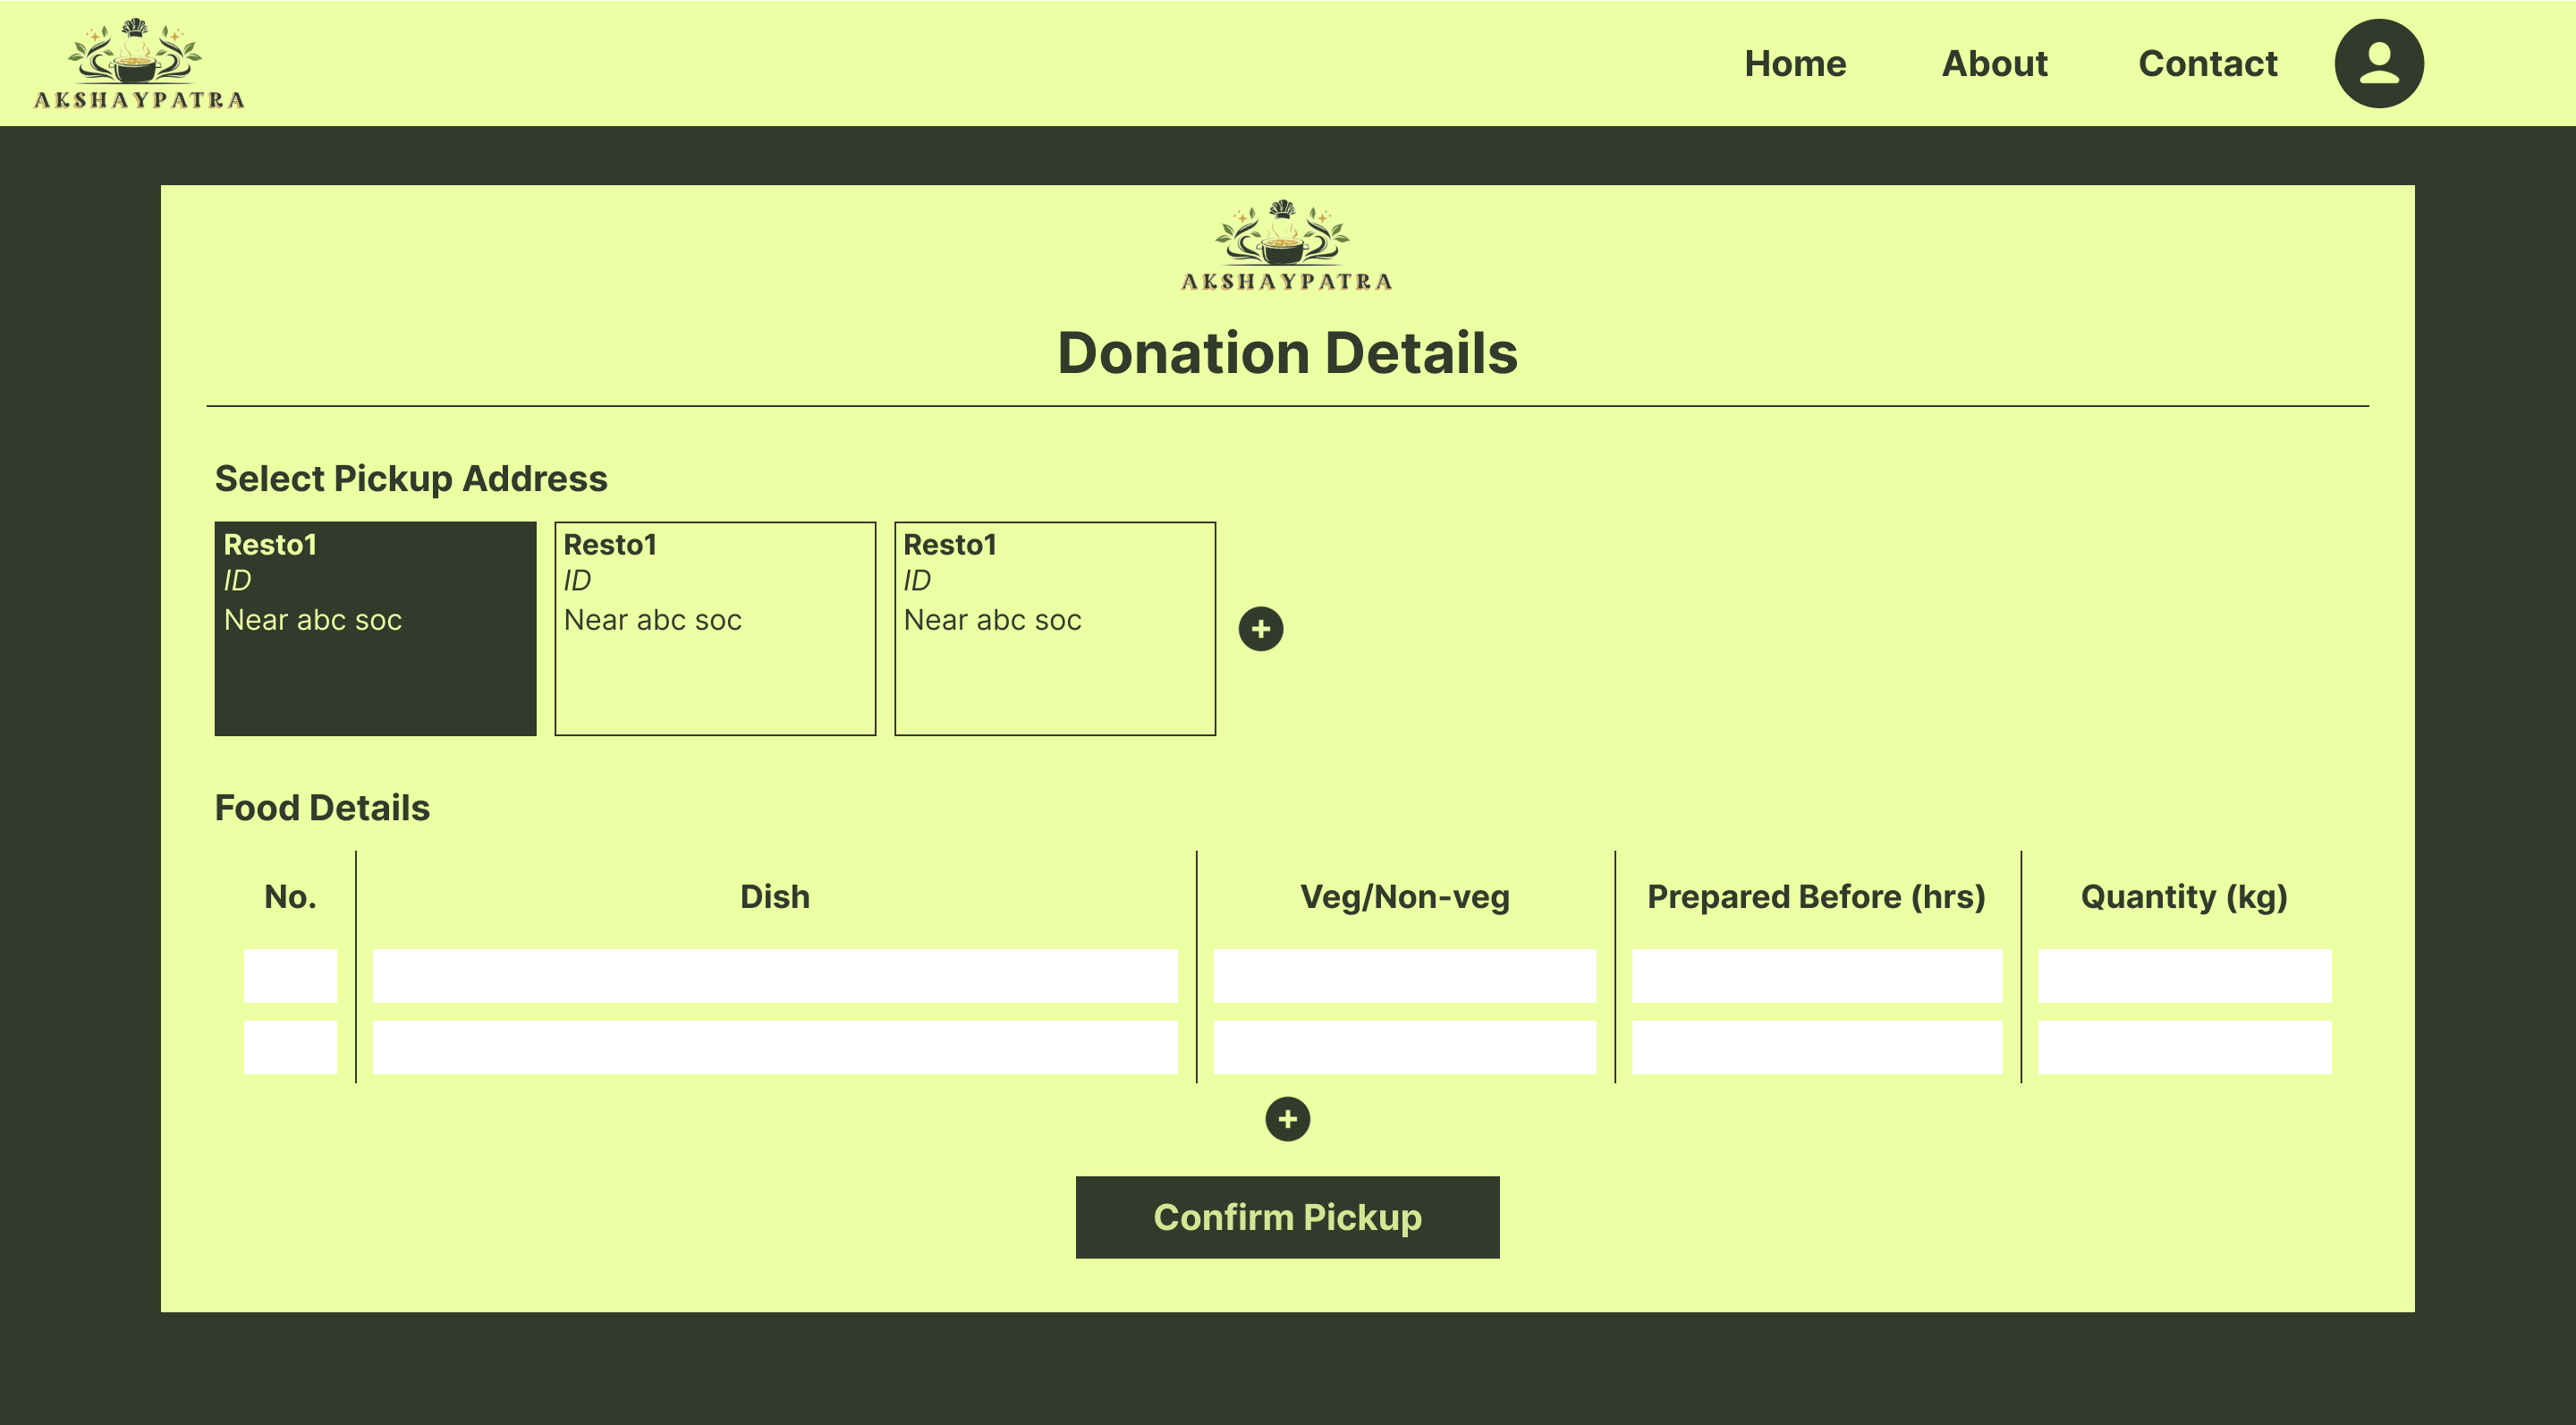 AKSHAYPATRA
Home About Contact
AKSHAYPATRA
Donation Details
Select Pickup Address
Resto1
ID
Near abc soc
Resto1
ID
Near abc soc
Resto1
ID
Near abc soc
+
Food Details
No. Dish Veg/Non-veg Prepared Before (hrs) Quantity (kg)
+
Confirm Pickup